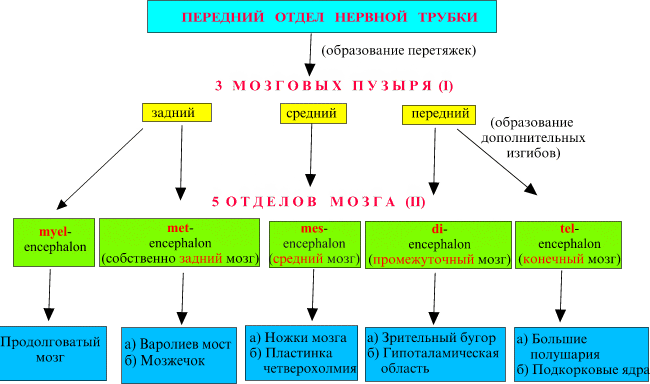 ПЕРЕДНИЙ ОТДЕЛ НЕРВНОЙ ТРУБКИ
(образование перетяжек)
3 МОЗГОВЫХ ПУЗЫРЯ (I)
задний
средний
передний
(образование
дополнительных
изгибов)
5 ОТДЕЛОВ МОЗГА (II)
myel-
encephalon
met-
encephalon
(собственно задний мозг)
mes-
encephalon
(средний мозг)
di-
encephalon
(промежуточный мозг)
tel-
encephalon
(конечный мозг)
Продолговатый
мозг
а) Варолиев мост
б) Мозжечок
а) Ножки мозга
б) Пластинка
четверохолмия
а) Зрительный бугор
б) Гипоталамическая
область
а) Большие
полушария
б) Подкорковые ядра